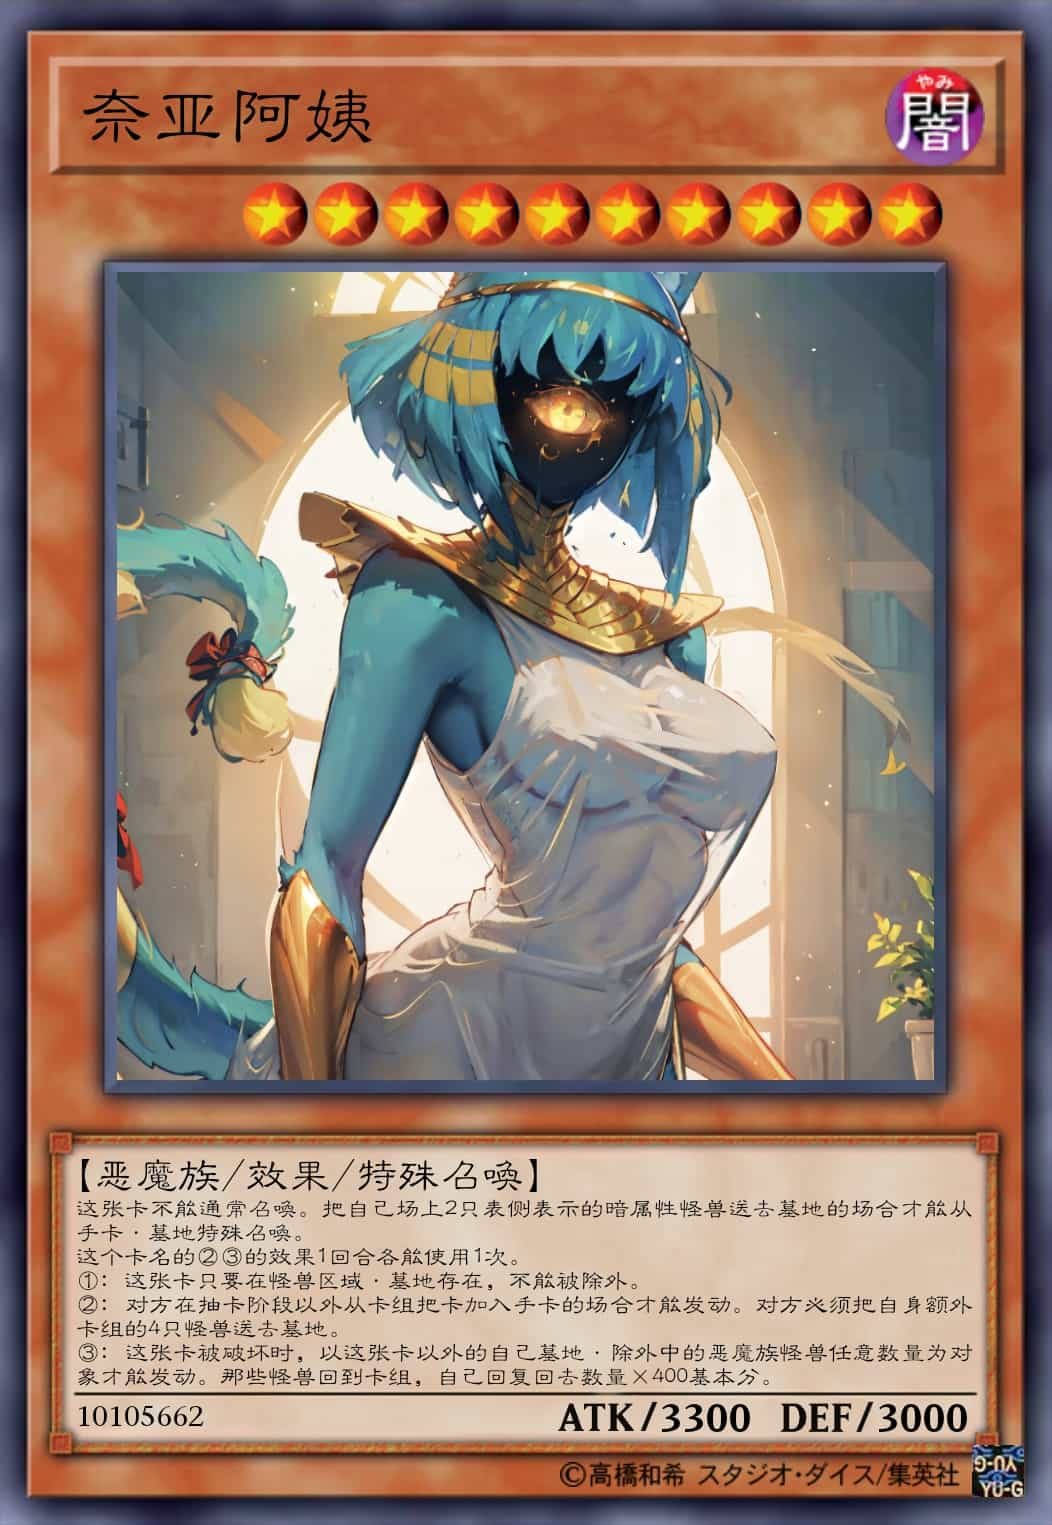 奈亚阿姨
やみ
闇
【恶魔族/效果/特殊召唤】
这张卡不能通常召唤。把自己场上2只表侧表示的暗属性怪兽送去墓地的场合才能从
手卡·墓地特殊召唤。
这个卡名的②③的效果1回合各能使用1次。
①：这张卡只要在怪兽区域·墓地存在，不能被除外。
②：对方在抽卡阶段以外从卡组把卡加入手卡的场合才能发动。对方必须把自身额外
卡组的4只怪兽送去墓地。
③：这张卡被破坏时，以这张卡以外的自己墓地·除外中的恶魔族怪兽任意数量为对
象才能发动。那些怪兽回到卡组，自己回复回去数量×400基本分。
10105662
ATK/3300 DEF/3000
©高橋和希 スタジオ・ダイス/集英社
YU-G
YU-G